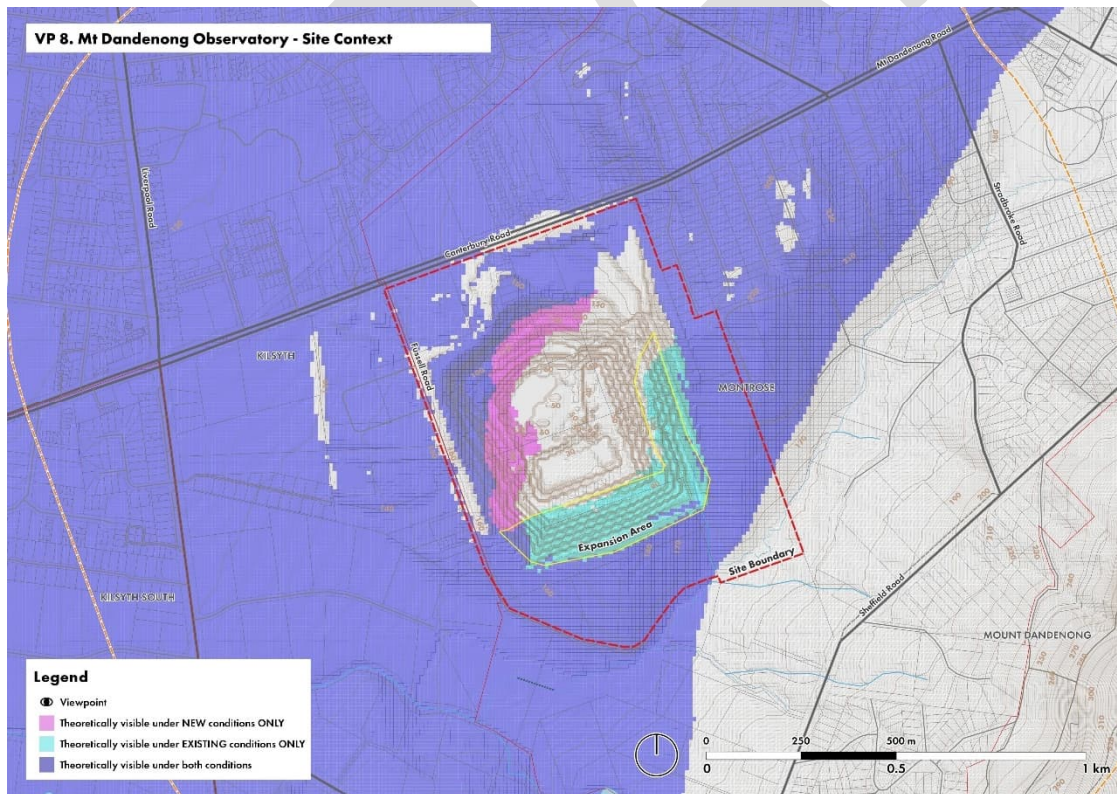 VP 8. Mt Dandenong Observatory - Site Context
Mt Dandenong Road
Liverpool Road
Stradbroke Road
Canterbury Road
KILSYTH
Fussell Road
MONTROSE
Expansion Area
Site Boundary
Sheffield Road
KILSYTH SOUTH
MOUNT DANDENONG
Legend
Viewpoint
Theoretically visible under NEW conditions ONLY
Theoretically visible under EXISTING conditions ONLY
Theoretically visible under both conditions
0 250 500 m
0 0.5 1 km